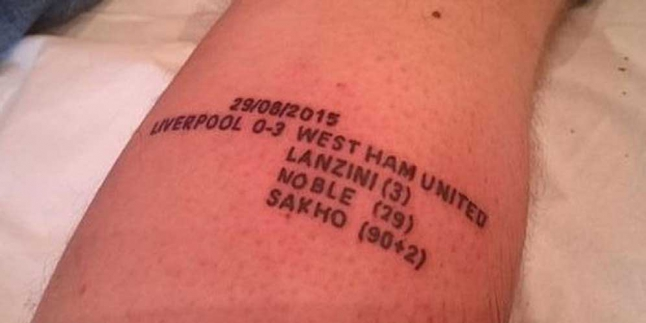 29/08/2015
LIVERPOOL 0-3 WEST HAM UNITED
LANZINI (3)
NOBLE (29)
SAKHO (90+2)